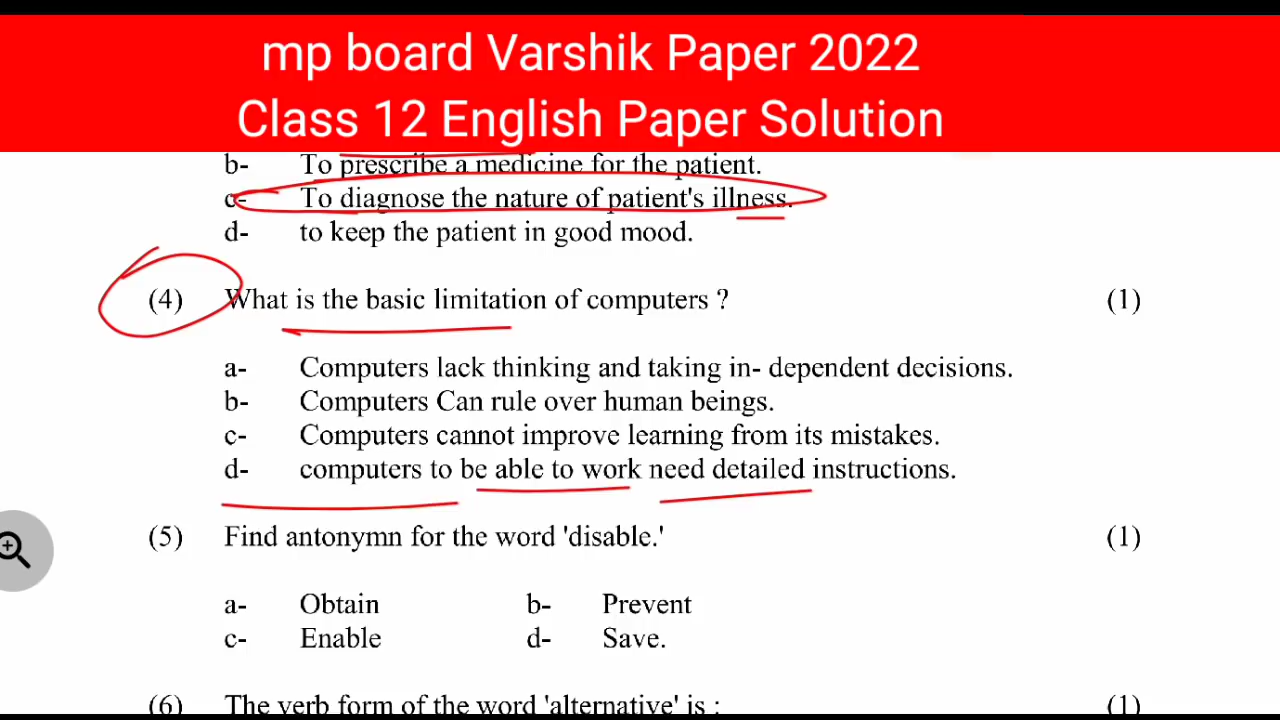 mp board Varshik Paper 2022
Class 12 English Paper Solution
b- To prescribe a medicine for the patient.
c- To diagnose the nature of patient's illness.
d- to keep the patient in good mood.
(4) What is the basic limitation of computers ? (1)
a- Computers lack thinking and taking in- dependent decisions.
b- Computers Can rule over human beings.
c- Computers cannot improve learning from its mistakes.
d- computers to be able to work need detailed instructions.
(5) Find antonymn for the word 'disable.' (1)
a- Obtain b- Prevent
c- Enable d- Save.
(6) The verb form of the word 'alternative' is : (1)